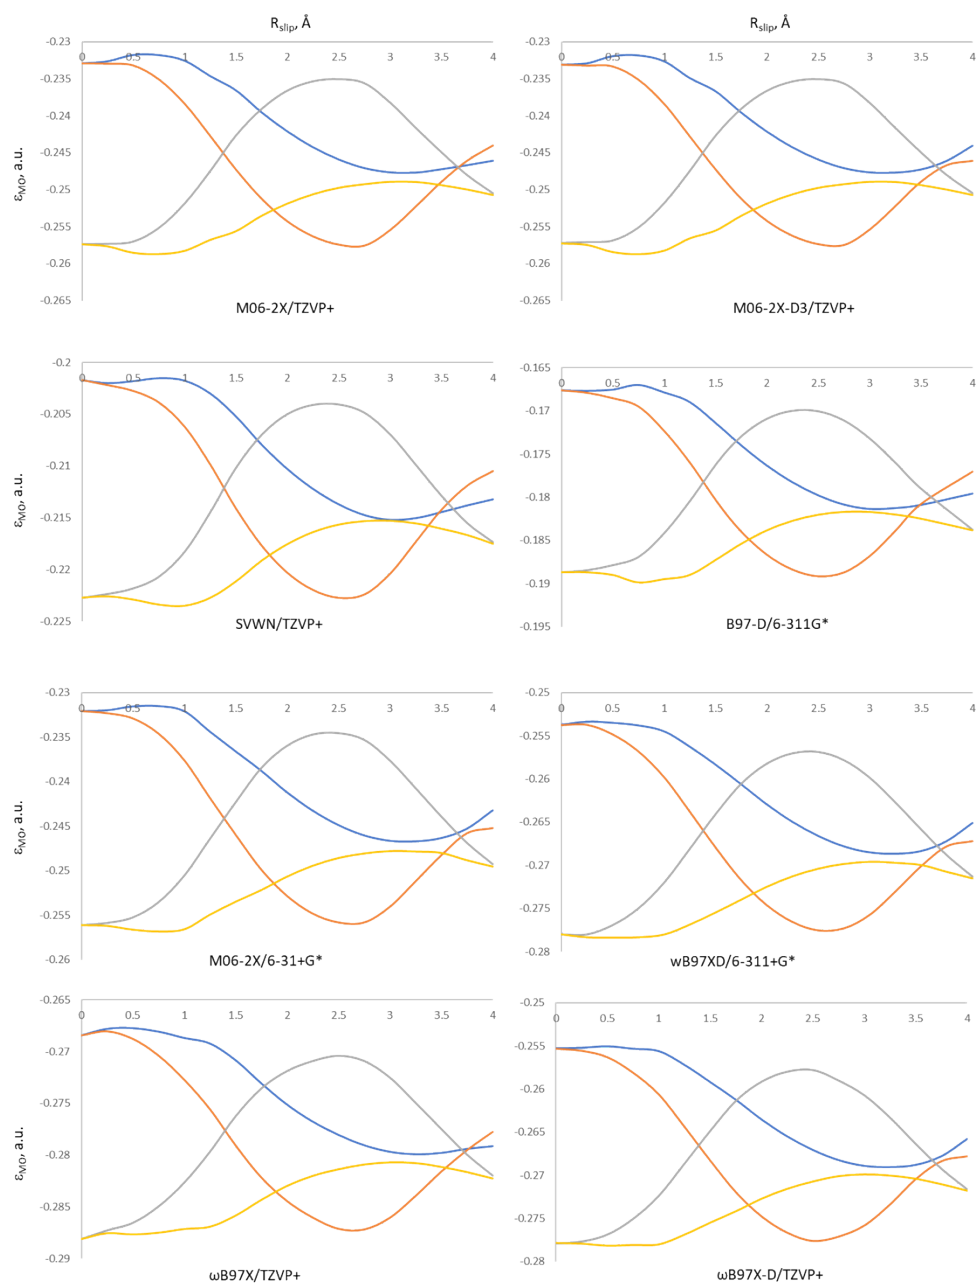 R_slip, Å R_slip, Å
-0.23 -0.23
0 0.5 1 1.5 2 2.5 3 3.5 4 0 0.5 1 1.5 2 2.5 3 3.5 4
-0.235 -0.235
-0.24 -0.24
-0.245 -0.245
ε_MO, a.u.
-0.25 -0.25
-0.255 -0.255
-0.26 -0.26
-0.265 -0.265
M06-2X/TZVP+ M06-2X-D3/TZVP+
-0.2 -0.165
0 0.5 1 1.5 2 2.5 3 3.5 4 0 0.5 1 1.5 2 2.5 3 3.5 4
-0.205 -0.17
-0.175
-0.21 -0.18
ε_MO, a.u.
-0.215 -0.185
-0.22 -0.19
-0.225 -0.195
SVWN/TZVP+ B97-D/6-311G*
-0.23 -0.25
0 0.5 1 1.5 2 2.5 3 3.5 4 0 0.5 1 1.5 2 2.5 3 3.5 4
-0.235 -0.255
-0.24 -0.26
-0.245 -0.265
ε_MO, a.u.
-0.25 -0.27
-0.255 -0.275
-0.26 -0.28
M06-2X/6-31+G* wB97XD/6-311+G*
-0.265 -0.25
0 0.5 1 1.5 2 2.5 3 3.5 4 0 0.5 1 1.5 2 2.5 3 3.5 4
-0.27 -0.255
-0.275 -0.26
-0.28 -0.265
ε_MO, a.u.
-0.285 -0.27
-0.275
-0.29 -0.28
ωB97X/TZVP+ ωB97X-D/TZVP+